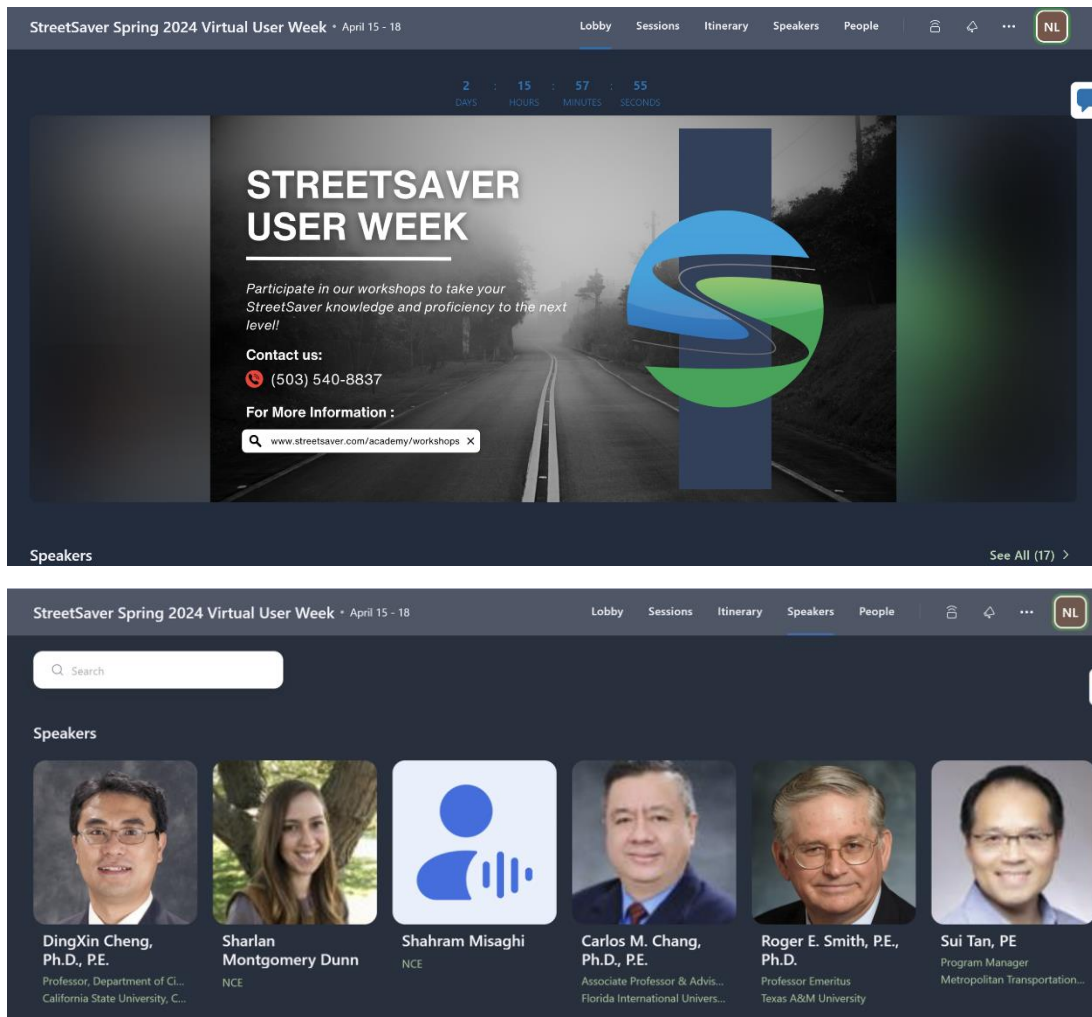 StreetSaver Spring 2024 Virtual User Week • April 15 - 18
Lobby Sessions Itinerary Speakers People ••• NL
2 : 15 : 57 : 55
DAYS HOURS MINUTES SECONDS
STREETSAVER
USER WEEK
Participate in our workshops to take your
StreetSaver knowledge and proficiency to the next
level!
Contact us:
(503) 540-8837
For More Information :
www.streetsaver.com/academy/workshops X
Speakers
See All (17) >
StreetSaver Spring 2024 Virtual User Week • April 15 - 18
Lobby Sessions Itinerary Speakers People ••• NL
Search
Speakers
DingXin Cheng,
Ph.D., P.E.
Professor, Department of Ci...
California State University, C...
Sharlan
Montgomery Dunn
NCE
Shahram Misaghi
NCE
Carlos M. Chang,
Ph.D., P.E.
Associate Professor & Advis...
Florida International Univers...
Roger E. Smith, P.E.,
Ph.D.
Professor Emeritus
Texas A&M University
Sui Tan, PE
Program Manager
Metropolitan Transportation...